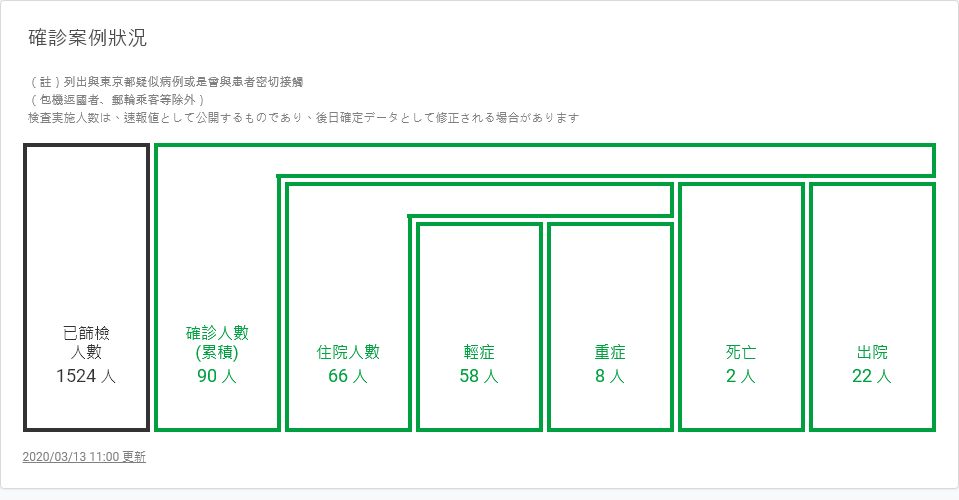 確診案例狀況
（註）列出與東京都疑似病例或是曾與患者密切接觸
（包機返國者、郵輪乘客等除外）
検査実施人数は、速報値として公開するものであり、後日確定データとして修正される場合があります
已篩檢
人數
1524 人
確診人數
(累積)
90 人
住院人數
66 人
輕症
58 人
重症
8 人
死亡
2 人
出院
22 人
2020/03/13 11:00 更新